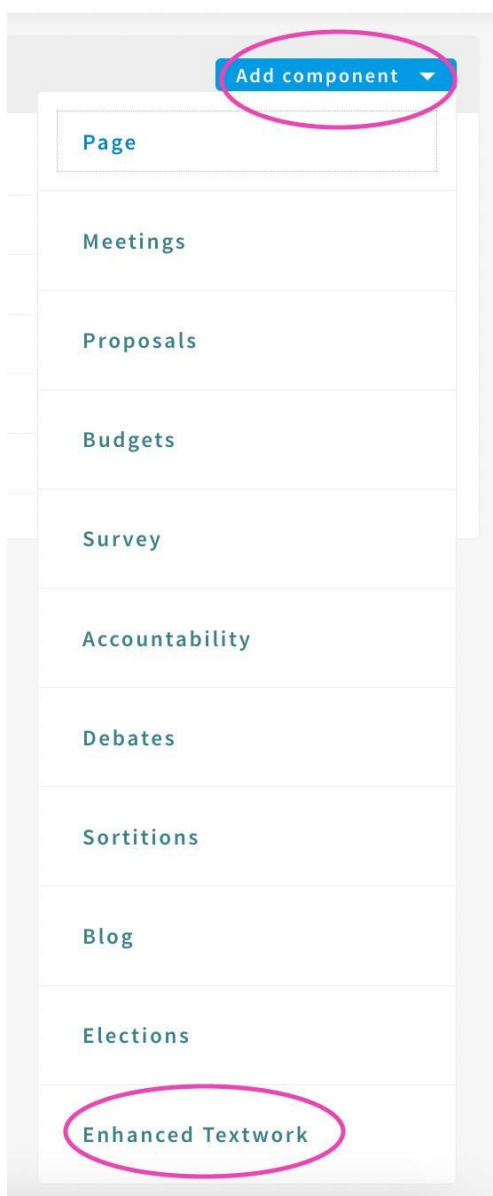 Add component
Page
Meetings
Proposals
Budgets
Survey
Accountability
Debates
Sortitions
Blog
Elections
Enhanced Textwork